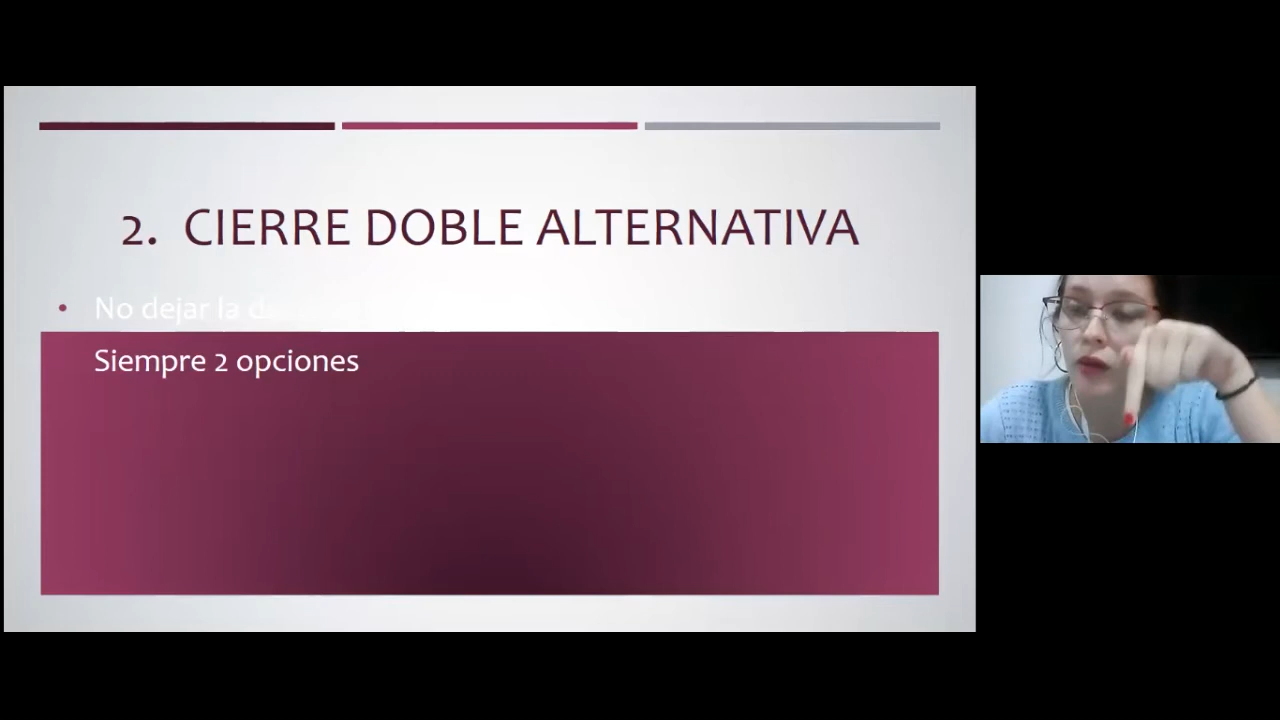 2. CIERRE DOBLE ALTERNATIVA
• No dejar la
Siempre 2 opciones